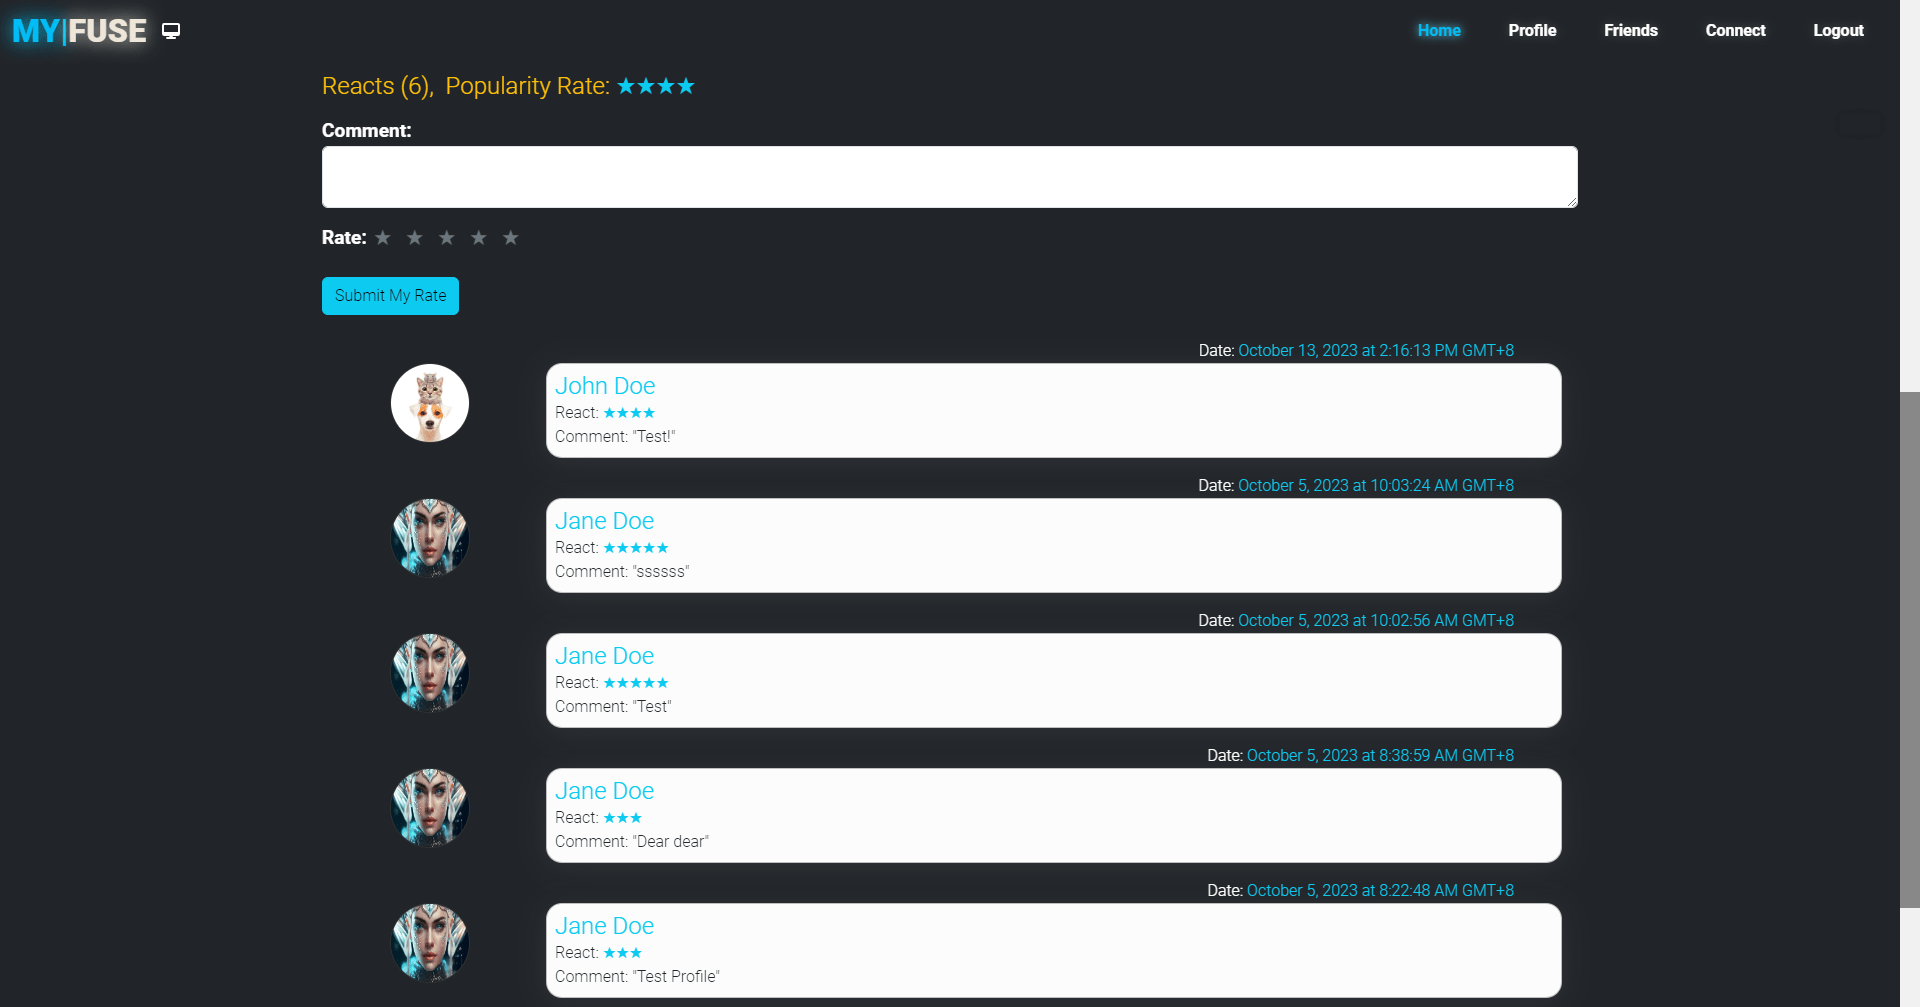 MY|FUSE
Home Profile Friends Connect Logout
Reacts (6), Popularity Rate: ★★★★
Comment:
Rate: ★ ★ ★ ★ ★
Submit My Rate
Date: October 13, 2023 at 2:16:13 PM GMT+8
John Doe
React: ★★★★
Comment: "Test!"
Date: October 5, 2023 at 10:03:24 AM GMT+8
Jane Doe
React: ★★★★★
Comment: "ssssss"
Date: October 5, 2023 at 10:02:56 AM GMT+8
Jane Doe
React: ★★★★★
Comment: "Test"
Date: October 5, 2023 at 8:38:59 AM GMT+8
Jane Doe
React: ★★★
Comment: "Dear dear"
Date: October 5, 2023 at 8:22:48 AM GMT+8
Jane Doe
React: ★★★
Comment: "Test Profile"